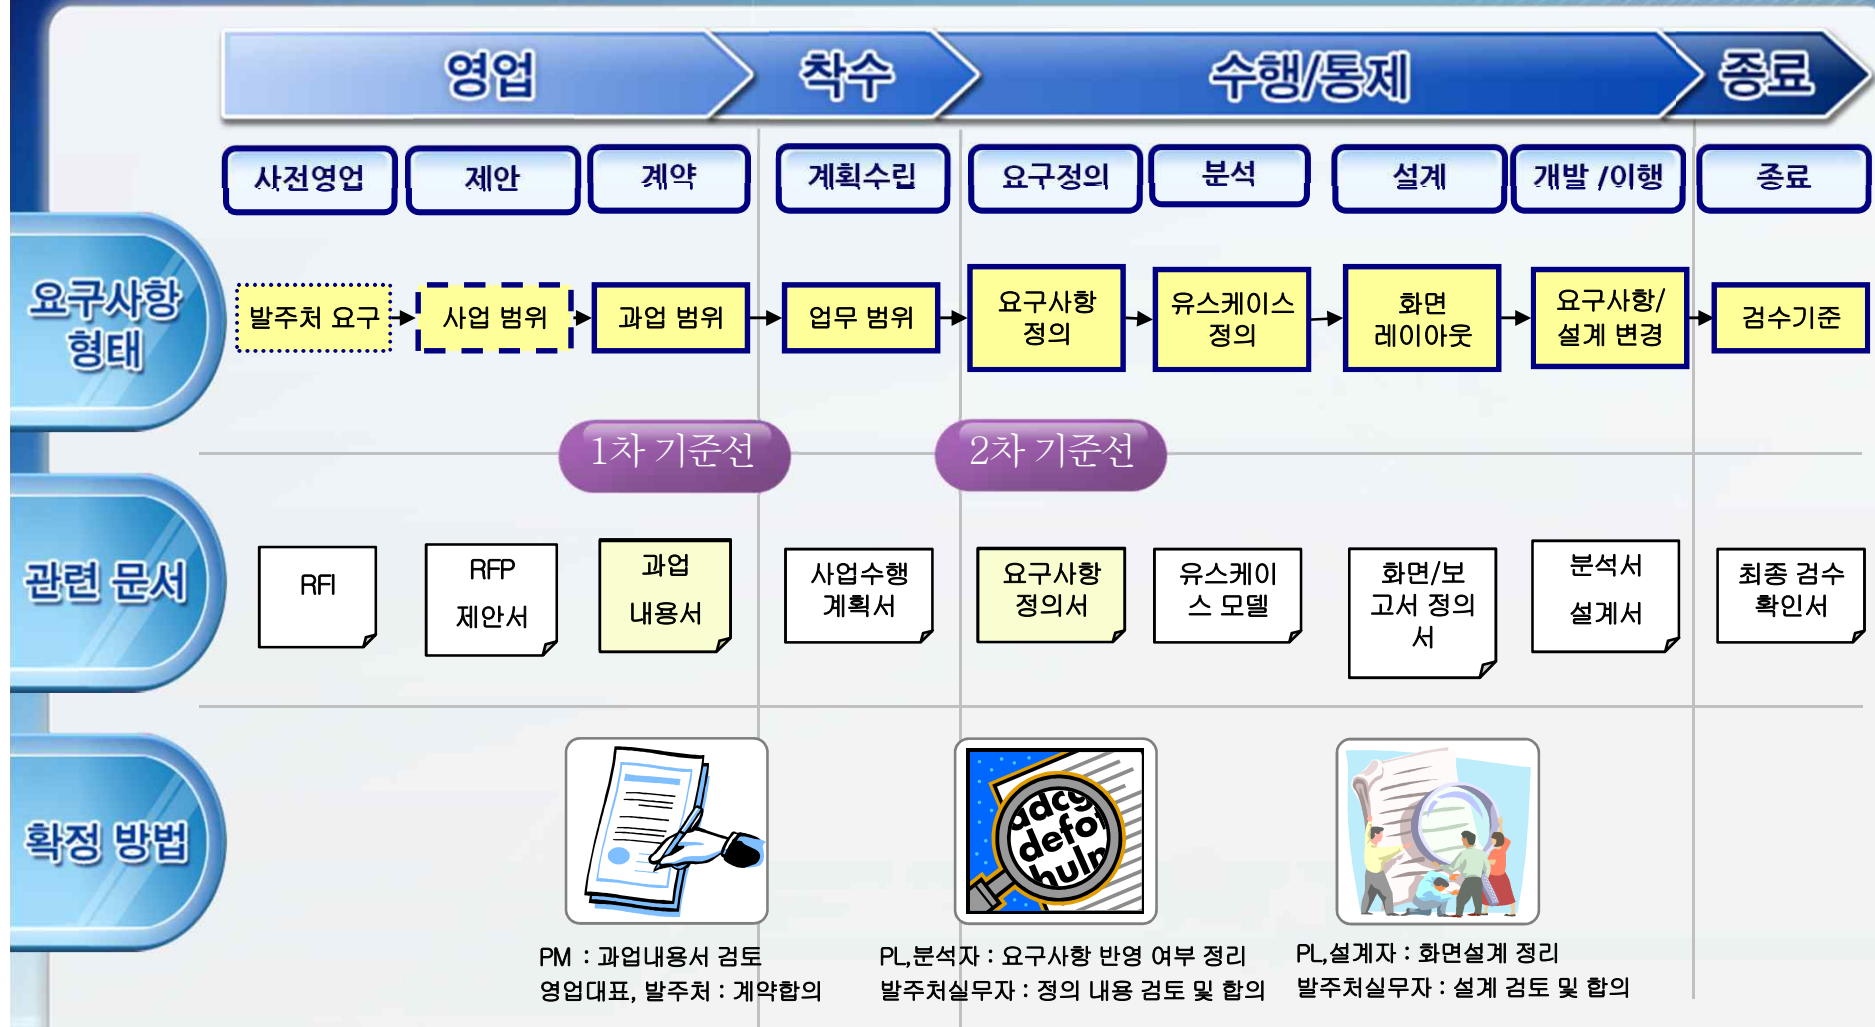 영업
착수
수행/통제
종료
사전영업
제안
계약
계획수립
요구정의
분석
설계
개발 /이행
종료
요구사항
형태
발주처 요구
사업 범위
과업 범위
업무 범위
요구사항
정의
유스케이스
정의
화면
레이아웃
요구사항/
설계 변경
검수기준
1차 기준선
2차 기준선
관련 문서
RFI
RFP
제안서
과업
내용서
사업수행
계획서
요구사항
정의서
유스케이
스 모델
화면/보
고서 정의
서
분석서
설계서
최종 검수
확인서
확정 방법
adcg
defo
huln
PM : 과업내용서 검토
영업대표, 발주처 : 계약합의
PL,분석자 : 요구사항 반영 여부 정리
발주처실무자 : 정의 내용 검토 및 합의
PL,설계자 : 화면설계 정리
발주처실무자 : 설계 검토 및 합의